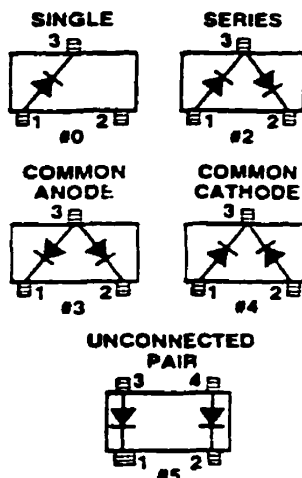 SINGLE
3
1 2
#0
SERIES
3
1 2
#2
COMMON
ANODE
3
1 2
#3
COMMON
CATHODE
3
1 2
#4
UNCONNECTED
PAIR
3 4
1 2
#5